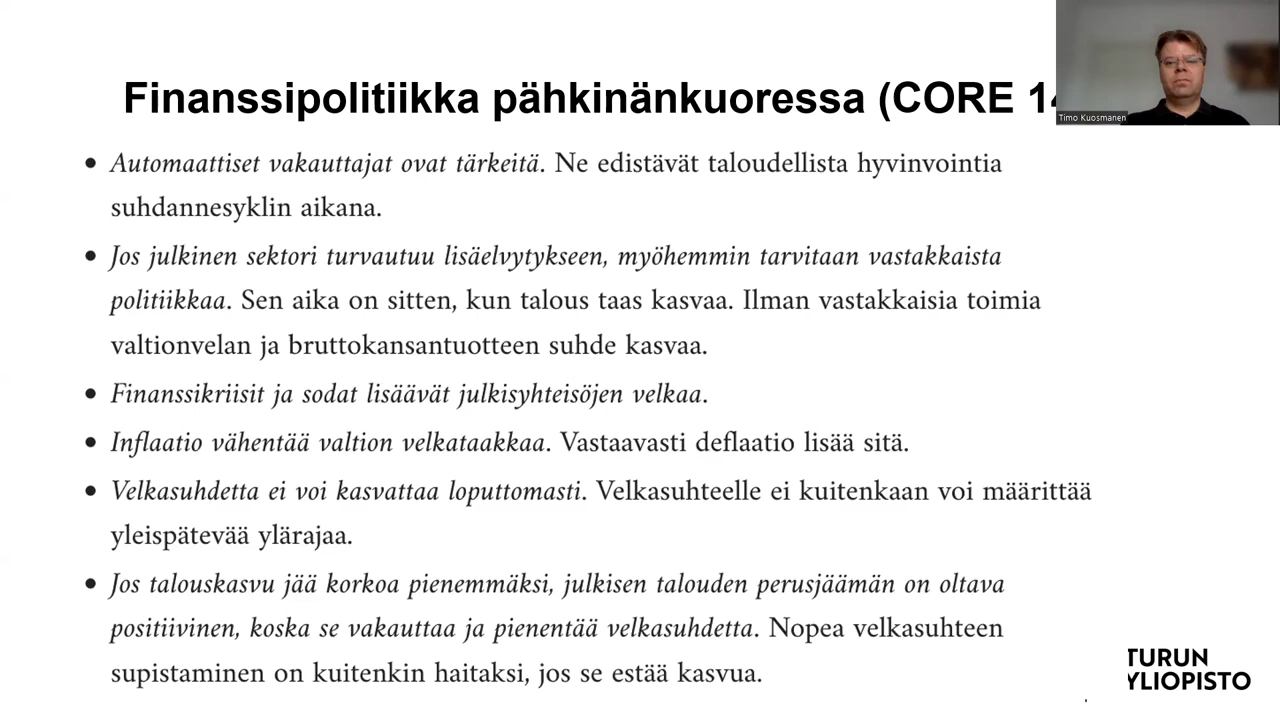 Finanssipolitiikka pähkinänkuoressa (CORE 14
Timo Kuosmanen
• Automaattiset vakauttajat ovat tärkeitä. Ne edistävät taloudellista hyvinvointia
suhdannesyklin aikana.
• Jos julkinen sektori turvautuu lisäelvytykseen, myöhemmin tarvitaan vastakkaista
politiikkaa. Sen aika on sitten, kun talous taas kasvaa. Ilman vastakkaisia toimia
valtionvelan ja bruttokansantuotteen suhde kasvaa.
• Finanssikriisit ja sodat lisäävät julkisyhteisöjen velkaa.
• Inflaatio vähentää valtion velkataakkaa. Vastaavasti deflaatio lisää sitä.
• Velkasuhdetta ei voi kasvattaa loputtomasti. Velkasuhteelle ei kuitenkaan voi määrittää
yleispätevää ylärajaa.
• Jos talouskasvu jää korkoa pienemmäksi, julkisen talouden perusjäämän on oltava
positiivinen, koska se vakauttaa ja pienentää velkasuhdetta. Nopea velkasuhteen
supistaminen on kuitenkin haitaksi, jos se estää kasvua.
TURUN
YLIOPISTO